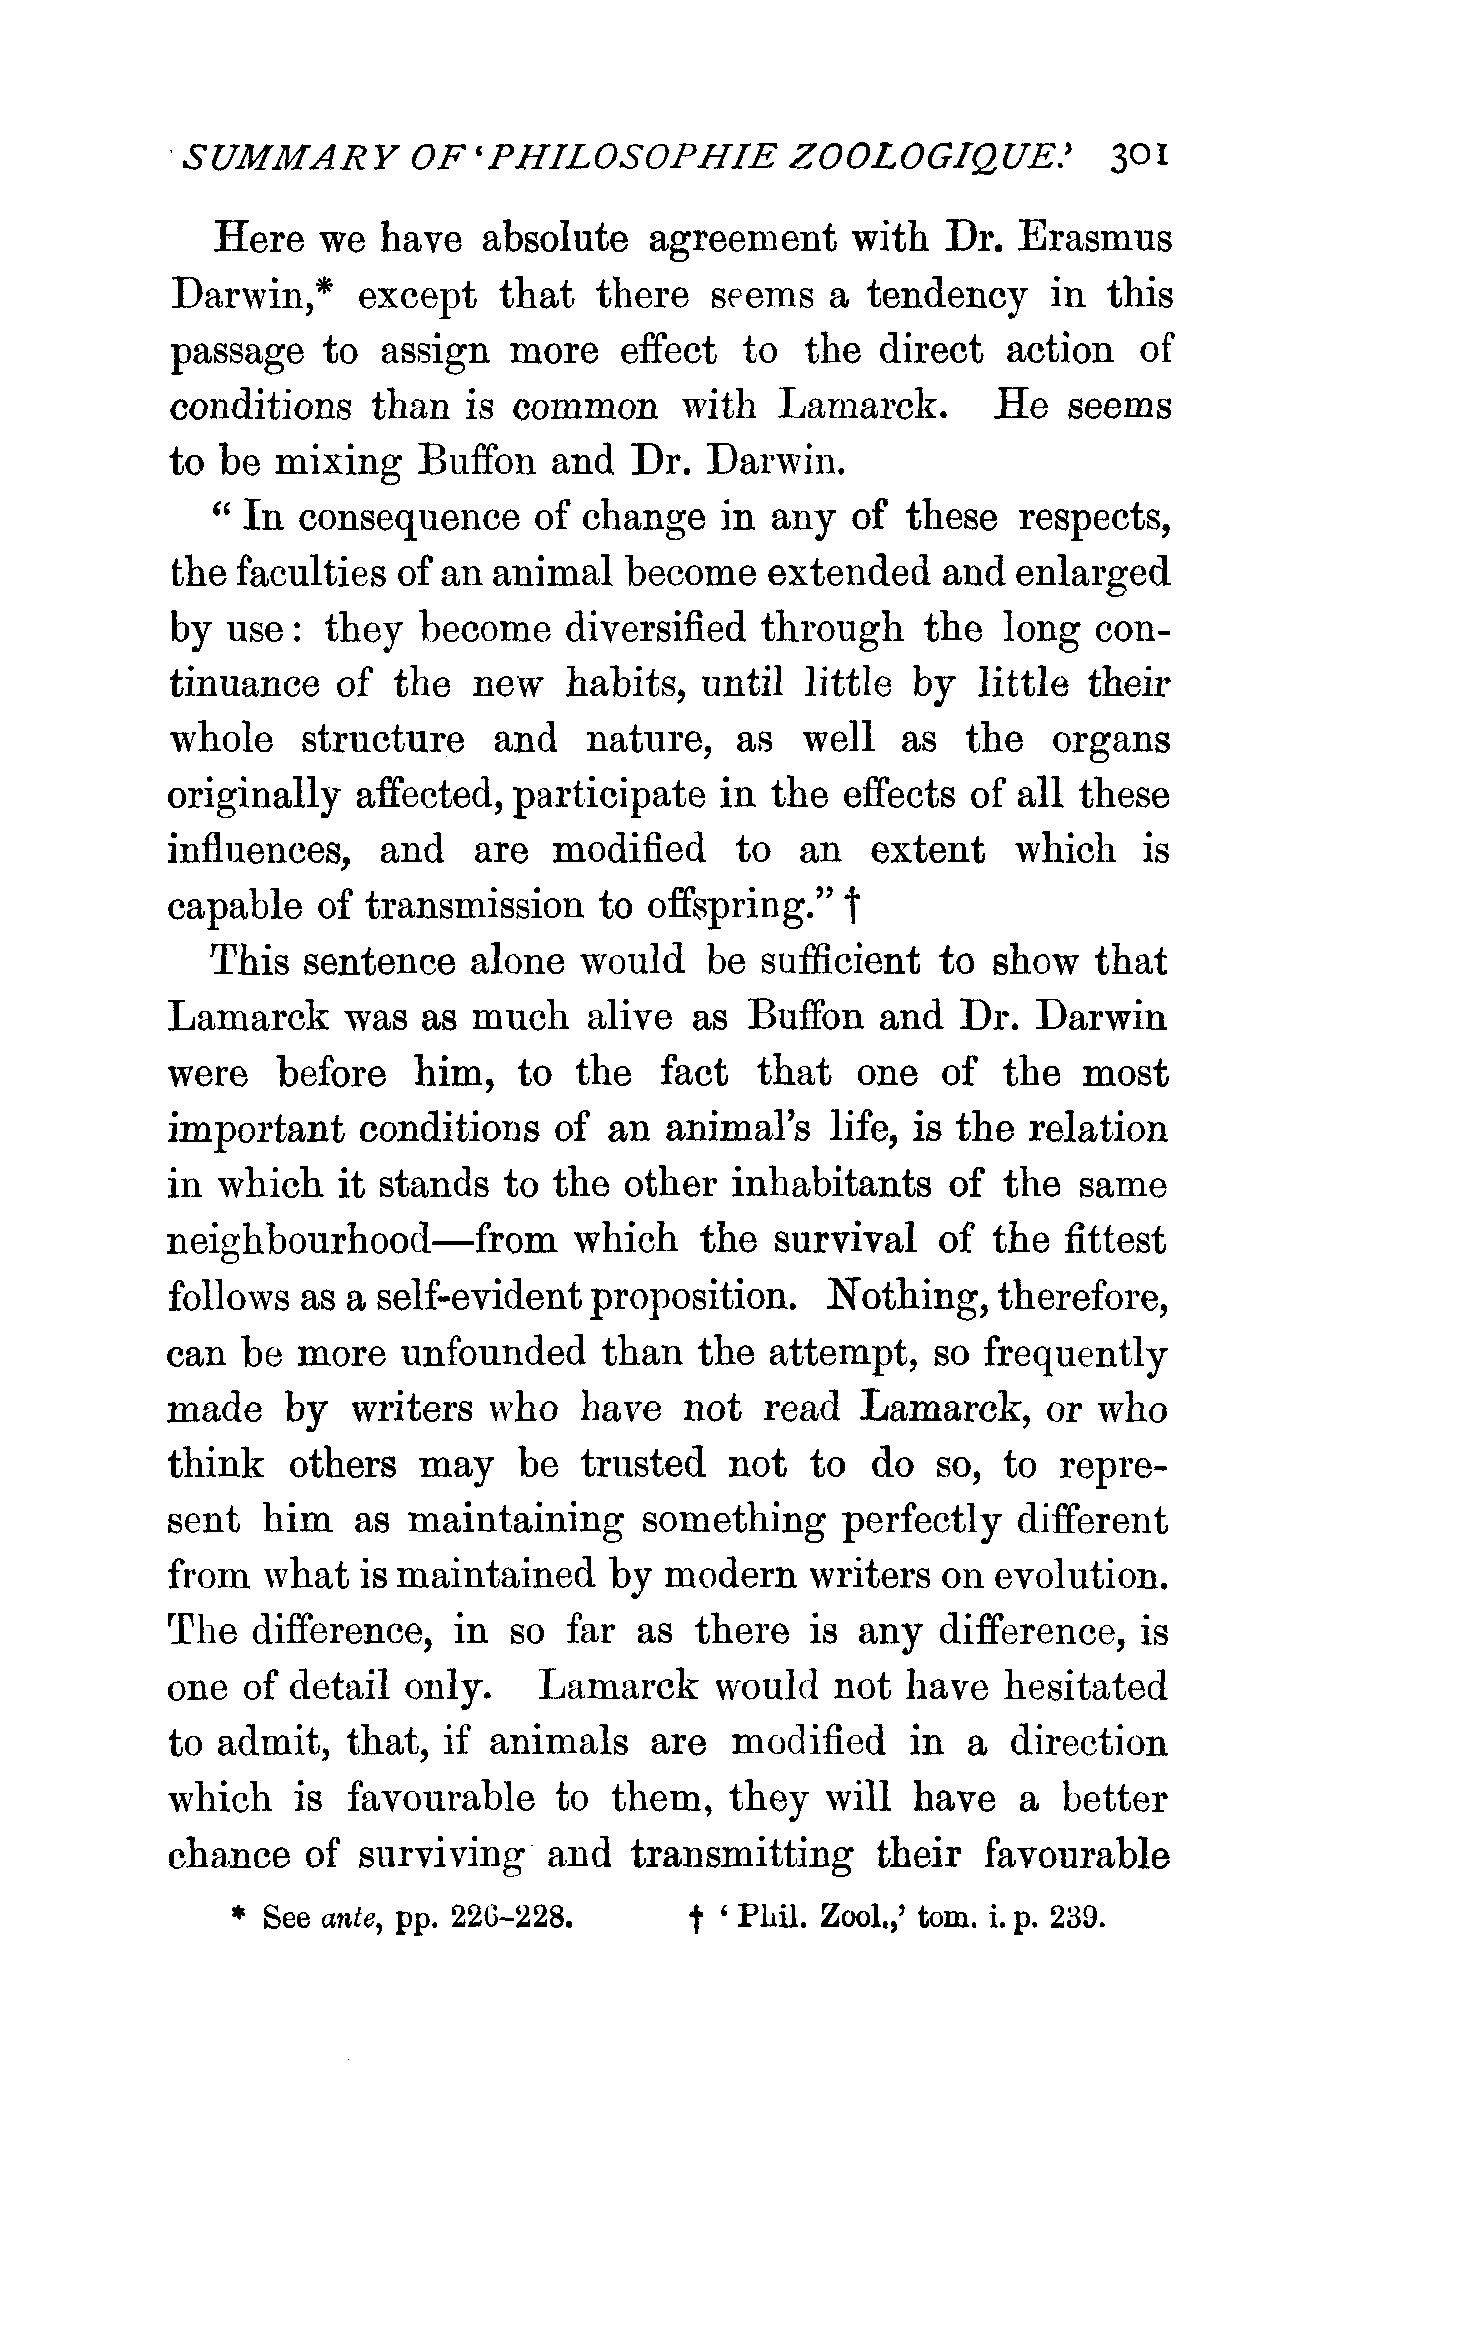 SUMMARY OF 'PHILOSOPHIE ZOOLOGIQUE.' 301
Here we have absolute agreement with Dr. Erasmus
Darwin,* except that there seems a tendency in this
passage to assign more effect to the direct action of
conditions than is common with Lamarck. He seems
to be mixing Buffon and Dr. Darwin.
" In consequence of change in any of these respects,
the faculties of an animal become extended and enlarged
by use: they become diversified through the long con-
tinuance of the new habits, until little by little their
whole structure and nature, as well as the organs
originally affected, participate in the effects of all these
influences, and are modified to an extent which is
capable of transmission to offspring." †
This sentence alone would be sufficient to show that
Lamarck was as much alive as Buffon and Dr. Darwin
were before him, to the fact that one of the most
important conditions of an animal's life, is the relation
in which it stands to the other inhabitants of the same
neighbourhood—from which the survival of the fittest
follows as a self-evident proposition. Nothing, therefore,
can be more unfounded than the attempt, so frequently
made by writers who have not read Lamarck, or who
think others may be trusted not to do so, to repre-
sent him as maintaining something perfectly different
from what is maintained by modern writers on evolution.
The difference, in so far as there is any difference, is
one of detail only. Lamarck would not have hesitated
to admit, that, if animals are modified in a direction
which is favourable to them, they will have a better
chance of surviving and transmitting their favourable
* See ante, pp. 226–228. † ' Phil. Zool.,' tom. i. p. 239.